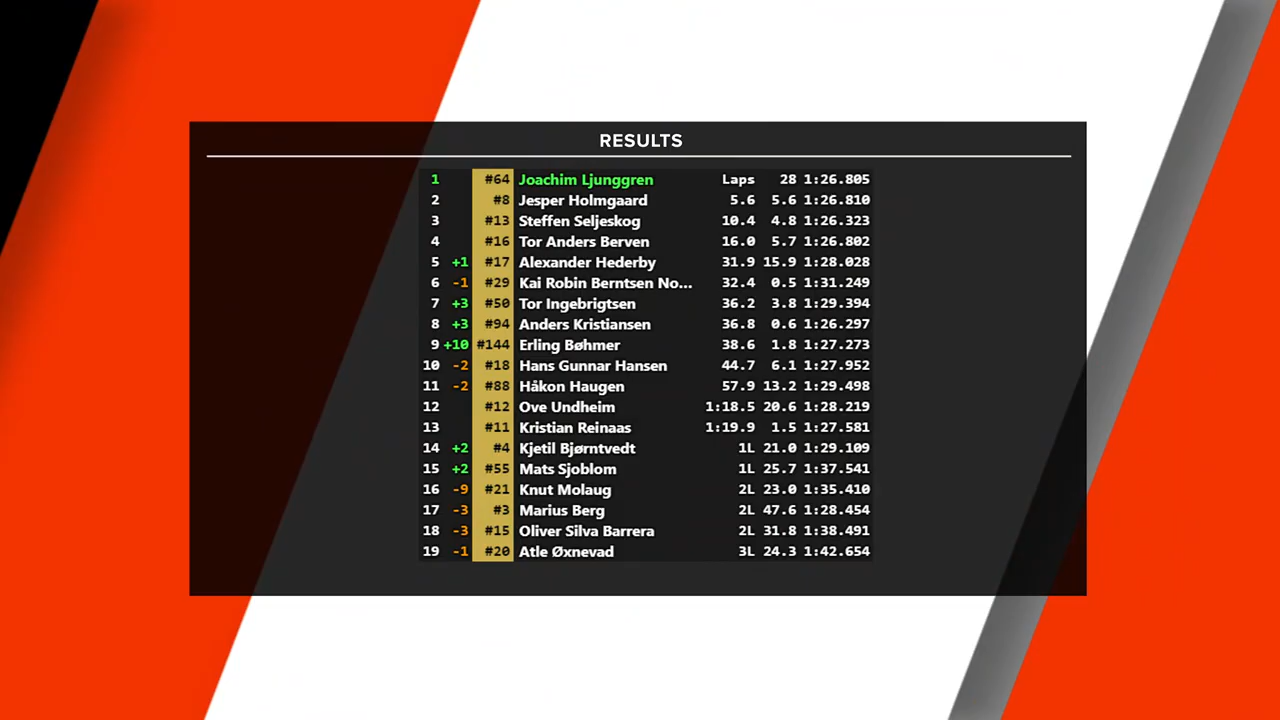 RESULTS
1 #64 Joachim Ljunggren Laps 28 1:26.805
2 #8 Jesper Holmgaard 5.6 5.6 1:26.810
3 #13 Steffen Seljeskog 10.4 4.8 1:26.323
4 #16 Tor Anders Berven 16.0 5.7 1:26.802
5 +1 #17 Alexander Hederby 31.9 15.9 1:28.028
6 -1 #29 Kai Robin Berntsen No... 32.4 0.5 1:31.249
7 +3 #50 Tor Ingebrigtsen 36.2 3.8 1:29.394
8 +3 #94 Anders Kristiansen 36.8 0.6 1:26.297
9 +10 #144 Erling Bøhmer 38.6 1.8 1:27.273
10 -2 #18 Hans Gunnar Hansen 44.7 6.1 1:27.952
11 -2 #88 Håkon Haugen 57.9 13.2 1:29.498
12 #12 Ove Undheim 1:18.5 20.6 1:28.219
13 #11 Kristian Reinaas 1:19.9 1.5 1:27.581
14 +2 #4 Kjetil Bjørntvedt 1L 21.0 1:29.109
15 +2 #55 Mats Sjoblom 1L 25.7 1:37.541
16 -9 #21 Knut Molaug 2L 23.0 1:35.410
17 -3 #3 Marius Berg 2L 47.6 1:28.454
18 -3 #15 Oliver Silva Barrera 2L 31.8 1:38.491
19 -1 #20 Atle Øxnevad 3L 24.3 1:42.654